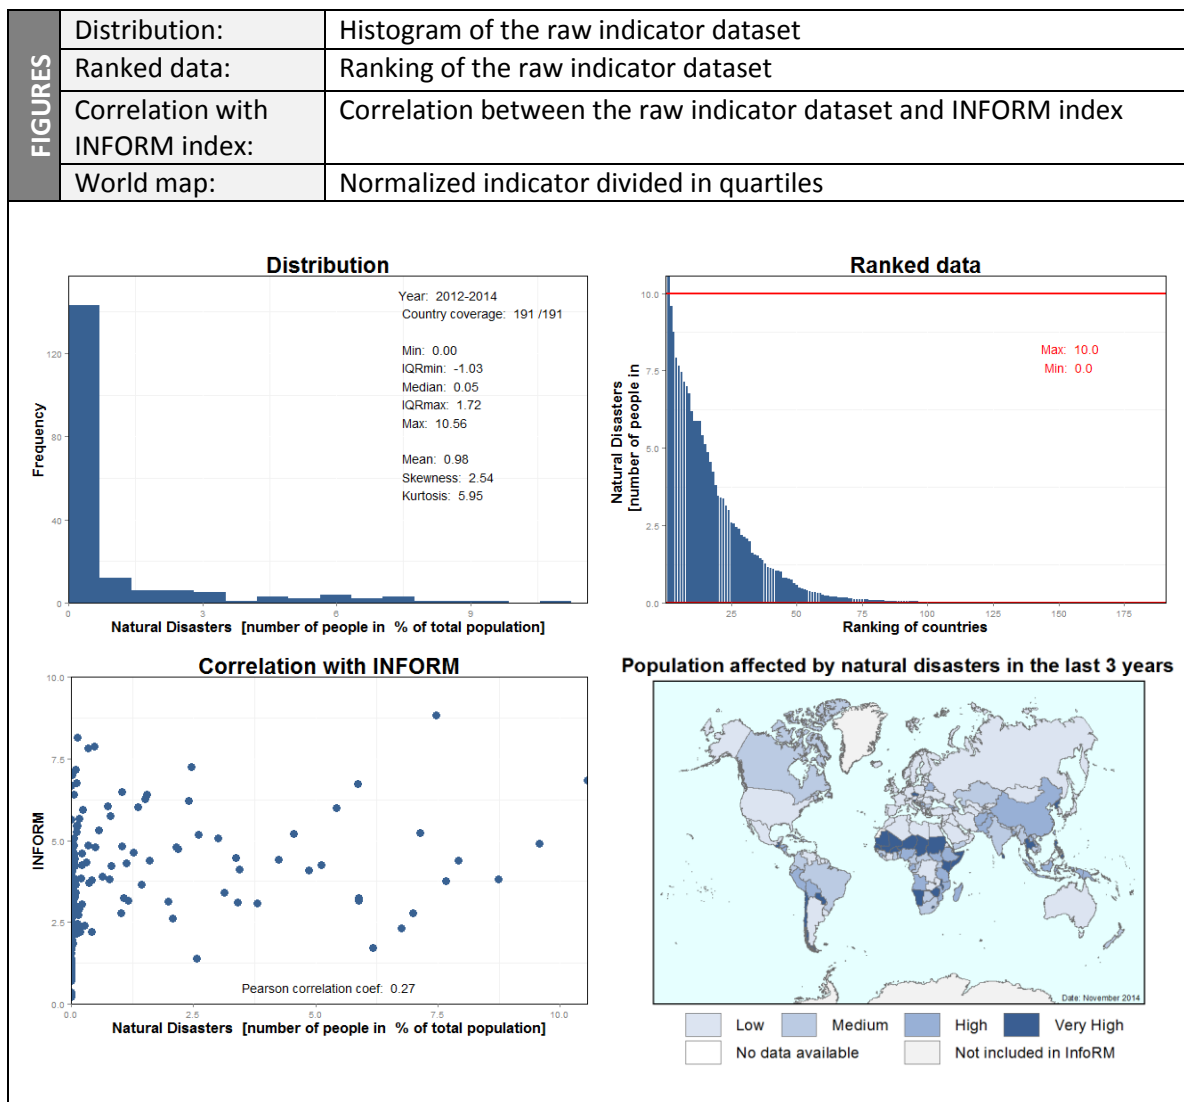 FIGURES
Distribution: Histogram of the raw indicator dataset
Ranked data: Ranking of the raw indicator dataset
Correlation with Correlation between the raw indicator dataset and INFORM index
INFORM index:
World map: Normalized indicator divided in quartiles
Distribution
Year: 2012-2014
Country coverage: 191 /191
Min: 0.00
IQRmin: -1.03
Median: 0.05
IQRmax: 1.72
Max: 10.56
Mean: 0.98
Skewness: 2.54
Kurtosis: 5.95
Frequency
120
80
40
0
0 3 6 9
Natural Disasters [number of people in % of total population]
Ranked data
Max: 10.0
Min: 0.0
Natural Disasters
[number of people in
10.0
7.5
5.0
2.5
0.0
25 50 75 100 125 150 175
Ranking of countries
Correlation with INFORM
INFORM
10.0
7.5
5.0
2.5
0.0
Pearson correlation coef: 0.27
0.0 2.5 5.0 7.5 10.0
Natural Disasters [number of people in % of total population]
Population affected by natural disasters in the last 3 years
Date: November 2014
Low Medium High Very High
No data available Not included in InfoRM